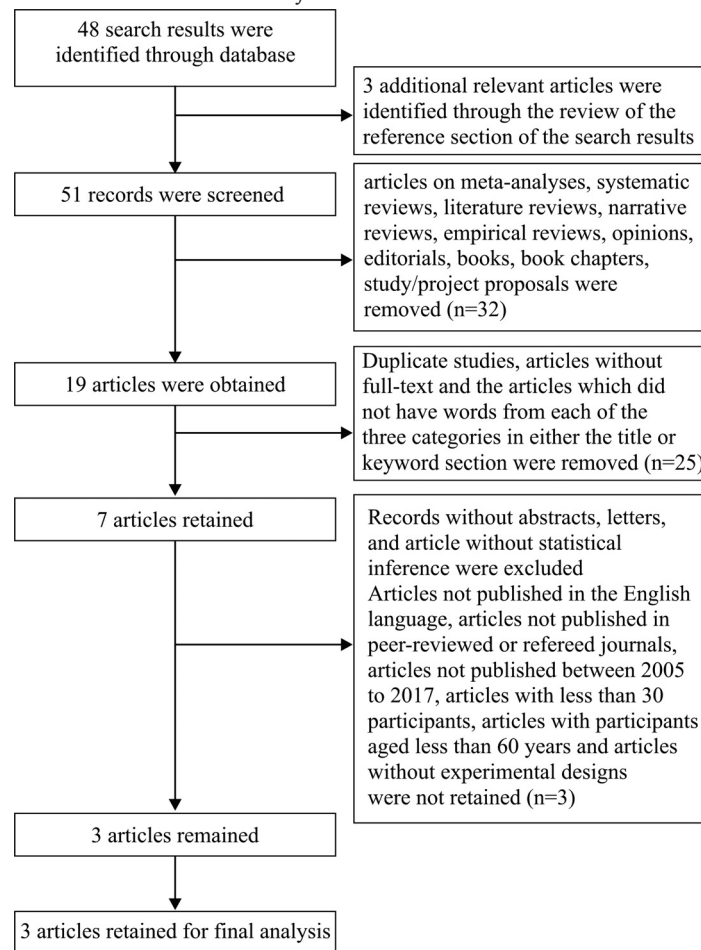 48 search results were
identified through database
3 additional relevant articles were
identified through the review of the
reference section of the search results
51 records were screened
articles on meta-analyses, systematic
reviews, literature reviews, narrative
reviews, empirical reviews, opinions,
editorials, books, book chapters,
study/project proposals were
removed (n=32)
19 articles were obtained
Duplicate studies, articles without
full-text and the articles which did
not have words from each of the
three categories in either the title or
keyword section were removed (n=25)
7 articles retained
Records without abstracts, letters,
and article without statistical
inference were excluded
Articles not published in the English
language, articles not published in
peer-reviewed or refereed journals,
articles not published between 2005
to 2017, articles with less than 30
participants, articles with participants
aged less than 60 years and articles
without experimental designs
were not retained (n=3)
3 articles remained
3 articles retained for final analysis